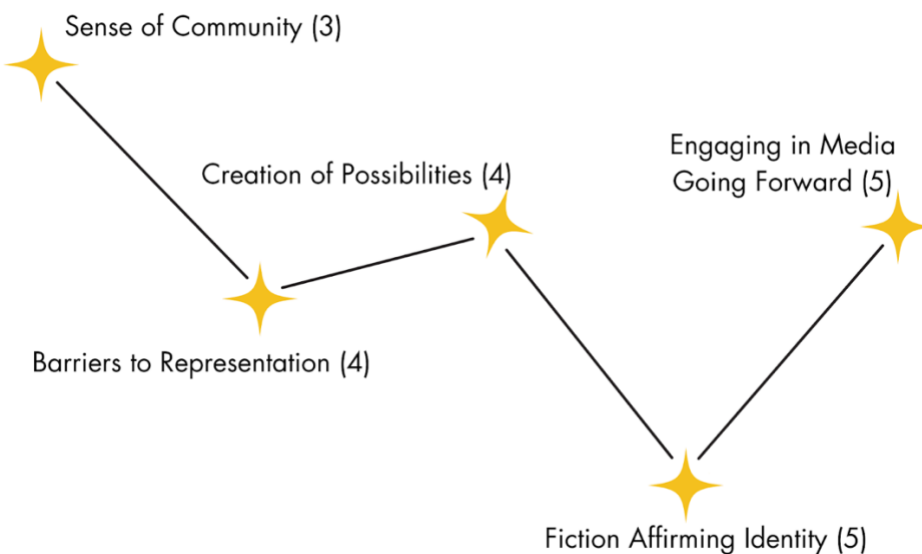 Sense of Community (3)
Creation of Possibilities (4)
Engaging in Media
Going Forward (5)
Barriers to Representation (4)
Fiction Affirming Identity (5)